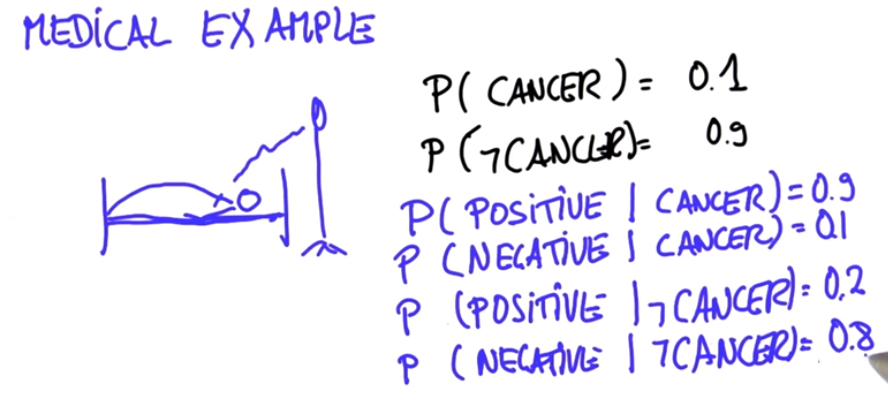 MEDICAL EXAMPLE
P( CANCER ) = 0.1
P (¬CANCER)= 0.9
P( POSITIVE | CANCER) = 0.9
P (NEGATIVE | CANCER) = 0.1
P (POSITIVE |¬CANCER)= 0.2
P ( NEGATIVE | ¬CANCER)= 0.8